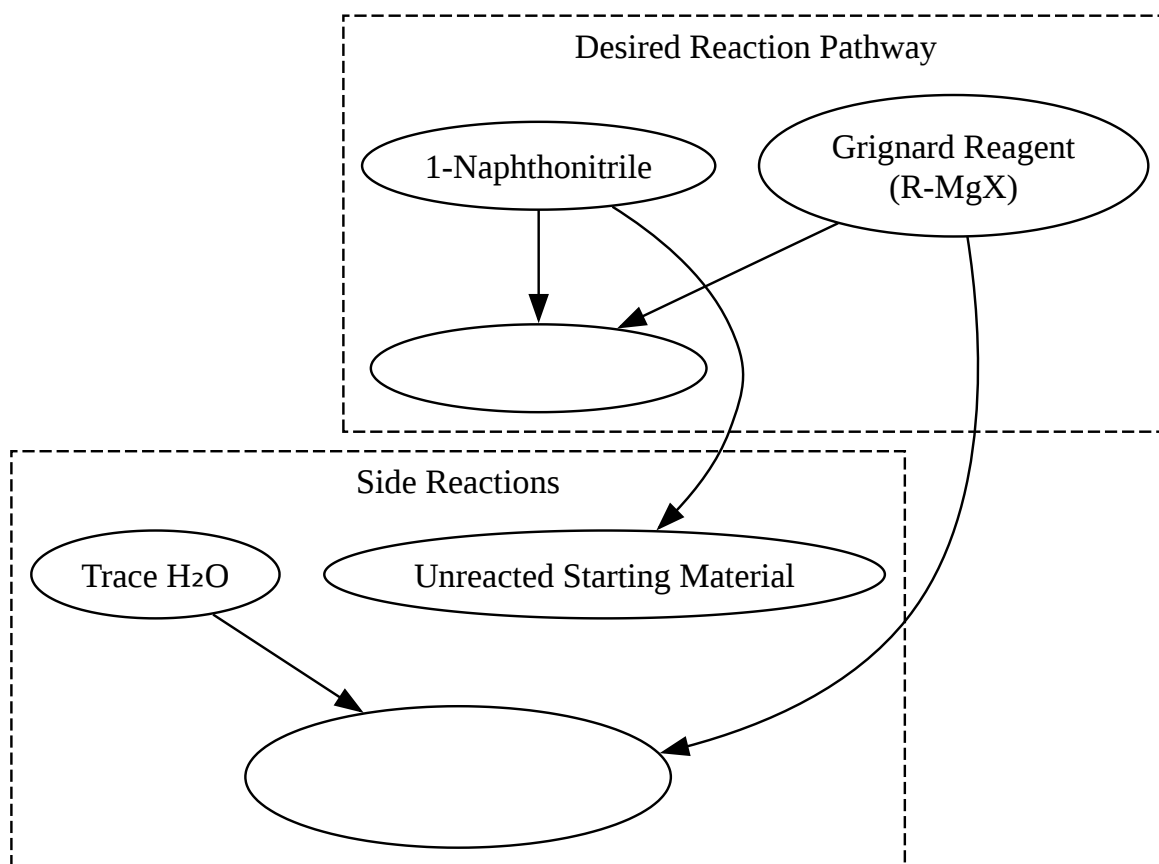 Desired Reaction Pathway
1-Naphthonitrile
Grignard Reagent
(R-MgX)
Side Reactions
Trace H₂O
Unreacted Starting Material